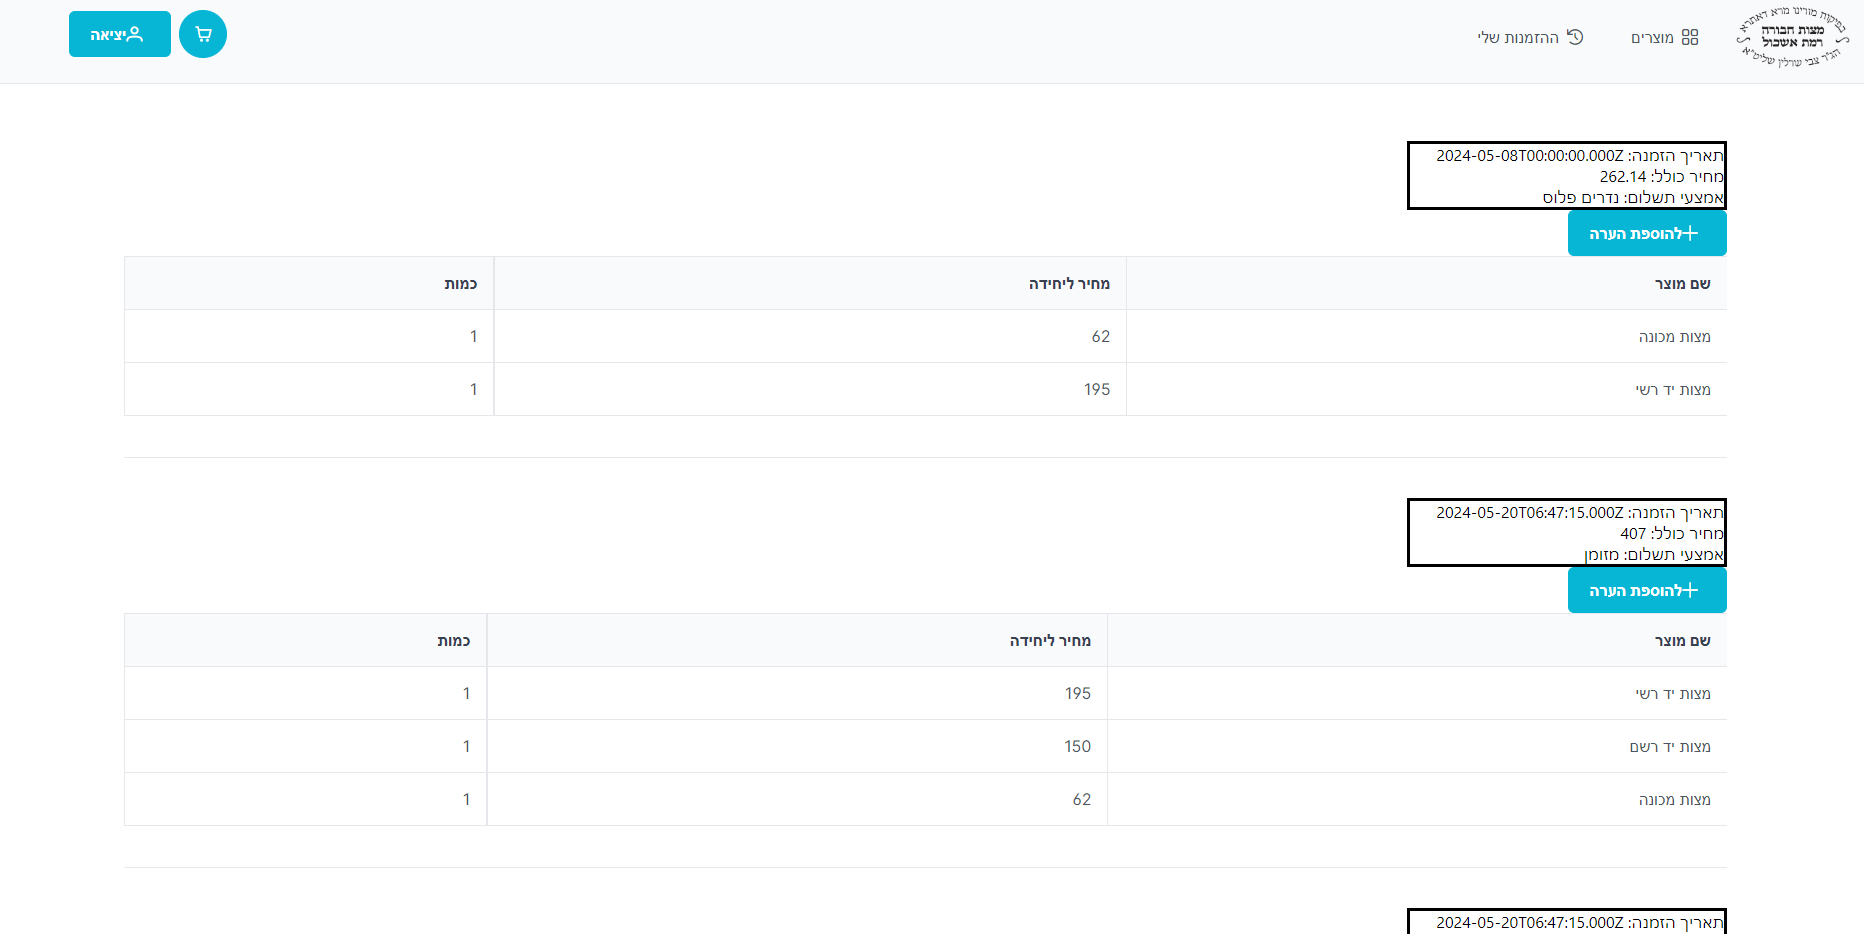 בפיקוח מורינו מרא דאתרא
מצות חבורה
רמת אשכול
הג"ר צבי שורלין שליט"א
מוצרים
ההזמנות שלי
יציאה
תאריך הזמנה: 2024-05-08T00:00:00.000Z
מחיר כולל: 262.14
אמצעי תשלום: נדרים פלוס
להוספת הערה
שם מוצר מחיר ליחידה כמות
מצות מכונה 62 1
מצות יד רשי 195 1
תאריך הזמנה: 2024-05-20T06:47:15.000Z
מחיר כולל: 407
אמצעי תשלום: מזומן
להוספת הערה
שם מוצר מחיר ליחידה כמות
מצות יד רשי 195 1
מצות יד רשם 150 1
מצות מכונה 62 1
תאריך הזמנה: 2024-05-20T06:47:15.000Z